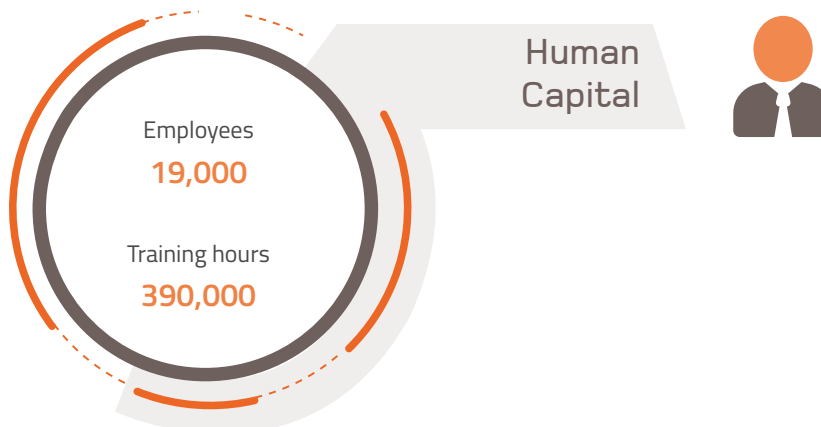 Human
Capital
Employees
19,000
Training hours
390,000